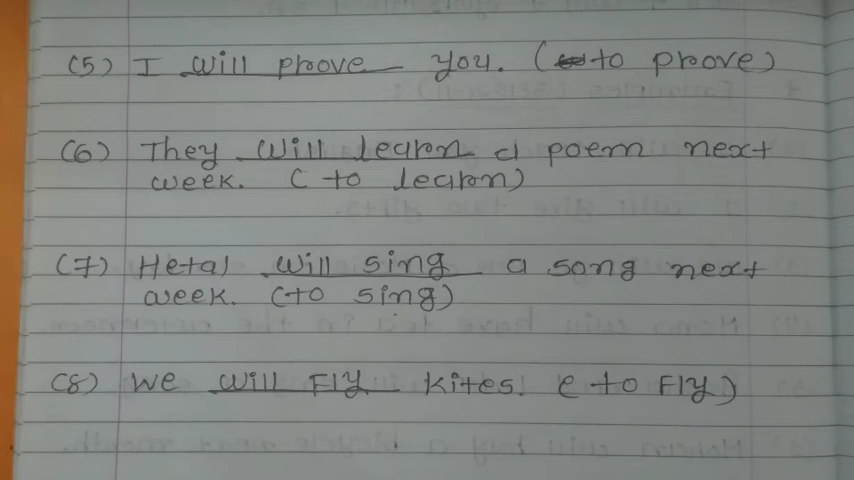 (5) I will prove you. (to prove)
(6) They will learn a poem next
week. (to learn)
(7) Hetal will sing a song next
week. (to sing)
(8) We will Fly kites. (to Fly)